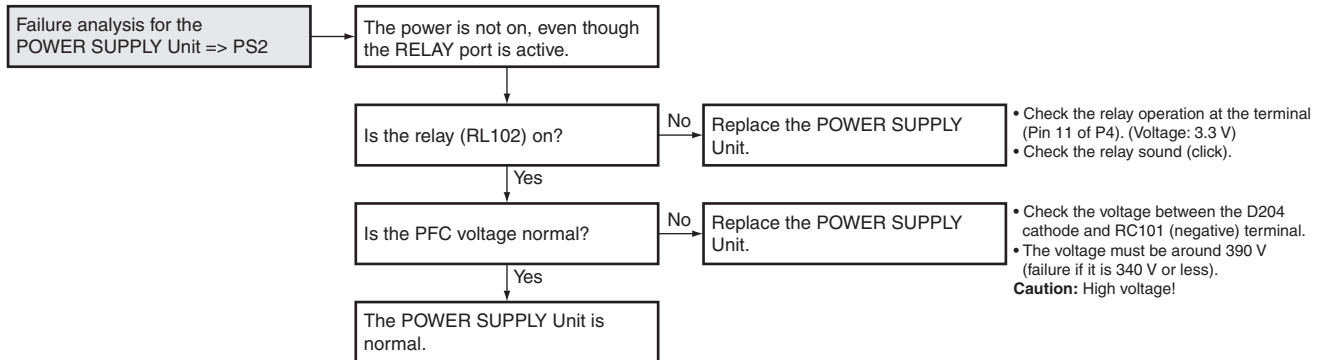 Failure analysis for the
POWER SUPPLY Unit => PS2
The power is not on, even though
the RELAY port is active.
Is the relay (RL102) on?
No
Replace the POWER SUPPLY
Unit.
• Check the relay operation at the terminal
(Pin 11 of P4). (Voltage: 3.3 V)
• Check the relay sound (click).
Yes
Is the PFC voltage normal?
No
Replace the POWER SUPPLY
Unit.
• Check the voltage between the D204
cathode and RC101 (negative) terminal.
• The voltage must be around 390 V
(failure if it is 340 V or less).
Caution: High voltage!
Yes
The POWER SUPPLY Unit is
normal.